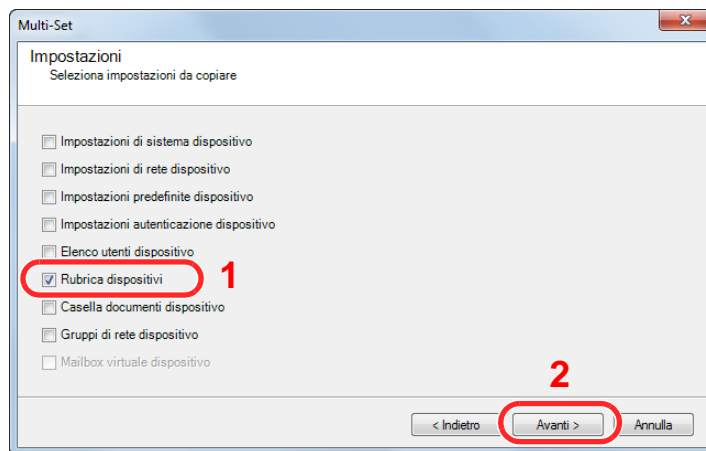 Multi-Set
Impostazioni
Seleziona impostazioni da copiare
Impostazioni di sistema dispositivo
Impostazioni di rete dispositivo
Impostazioni predefinite dispositivo
Impostazioni autenticazione dispositivo
Elenco utenti dispositivo
Rubrica dispositivi 1
Casella documenti dispositivo
Gruppi di rete dispositivo
Mailbox virtuale dispositivo
2
< Indietro Avanti > Annulla